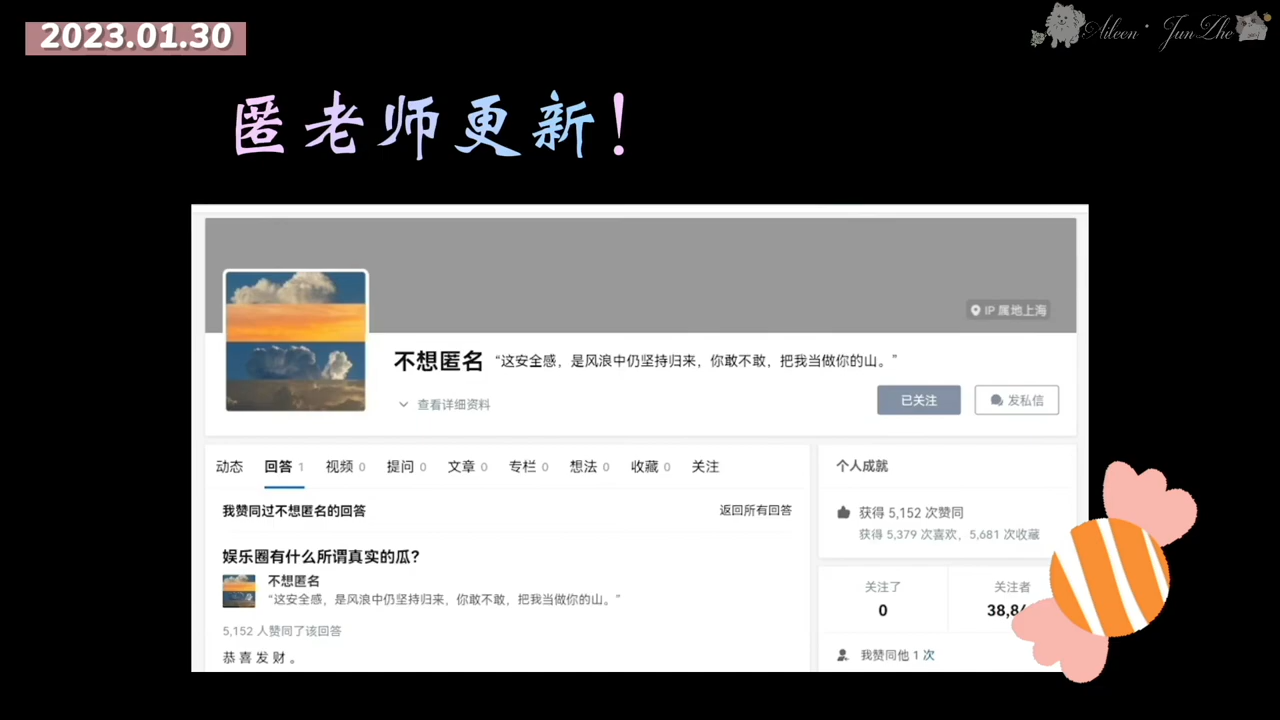 2023.01.30
Aileen· JunZhe
匿老师更新！
IP 属地上海
不想匿名 “这安全感，是风浪中仍坚持归来，你敢不敢，把我当做你的山。”
查看详细资料
已关注
发私信
动态 回答 1 视频 0 提问 0 文章 0 专栏 0 想法 0 收藏 0 关注
我赞同过不想匿名的回答 返回所有回答
娱乐圈有什么所谓真实的瓜？
不想匿名
“这安全感，是风浪中仍坚持归来，你敢不敢，把我当做你的山。”
5,152 人赞同了该回答
恭 喜 发 财 。
个人成就
获得 5,152 次赞同
获得 5,379 次喜欢，5,681 次收藏
关注了 关注者
0
我赞同他 1 次